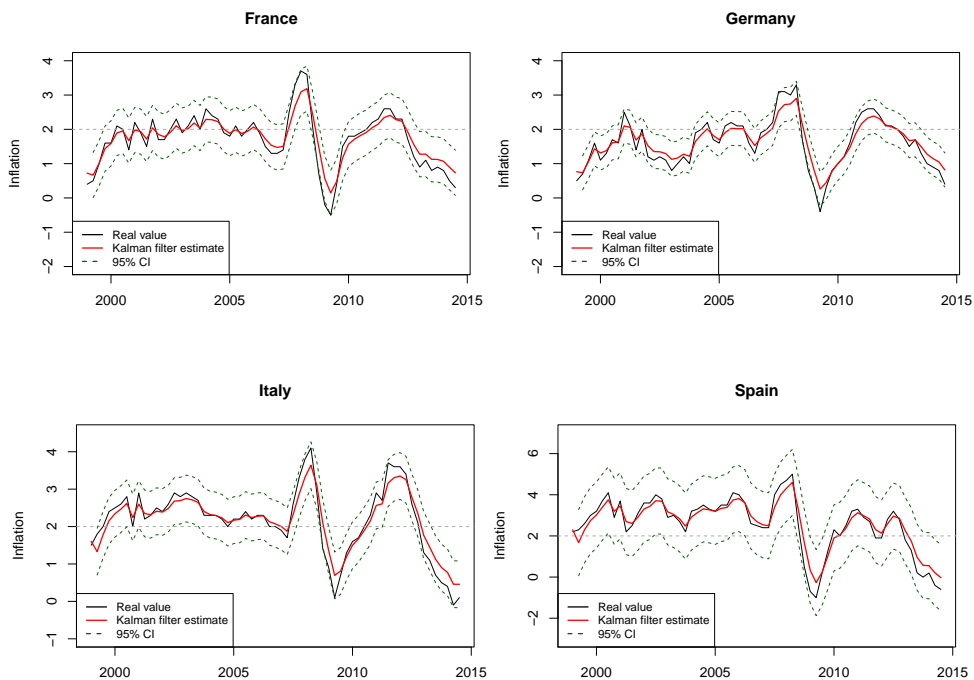 France
Inflation
4
3
2
1
0
−1
−2
2000
2005
2010
2015
Real value
Kalman filter estimate
95% CI
Germany
Inflation
4
3
2
1
0
−1
−2
2000
2005
2010
2015
Real value
Kalman filter estimate
95% CI
Italy
Inflation
4
3
2
1
0
−1
2000
2005
2010
2015
Real value
Kalman filter estimate
95% CI
Spain
Inflation
6
4
2
0
−2
2000
2005
2010
2015
Real value
Kalman filter estimate
95% CI